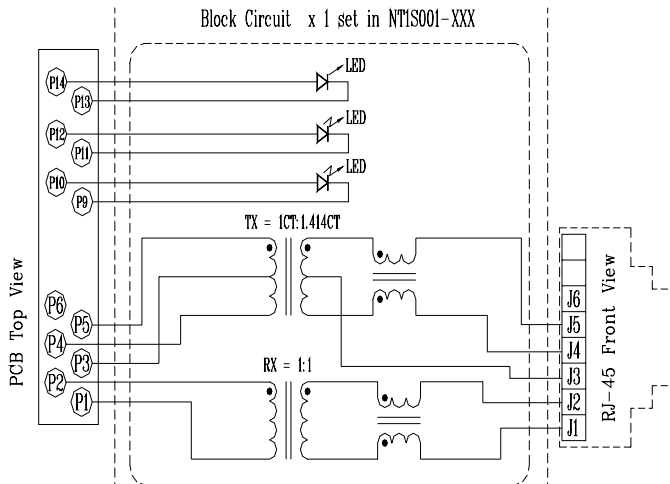 Block Circuit x 1 set in NT1S001-XXX
P14
LED
P13
P12
LED
P11
P10
LED
P9
TX = 1CT:1.414CT
P6
P5
P4
P3
RX = 1:1
P2
P1
PCB Top View
J6
J5
J4
J3
J2
J1
RJ-45 Front View